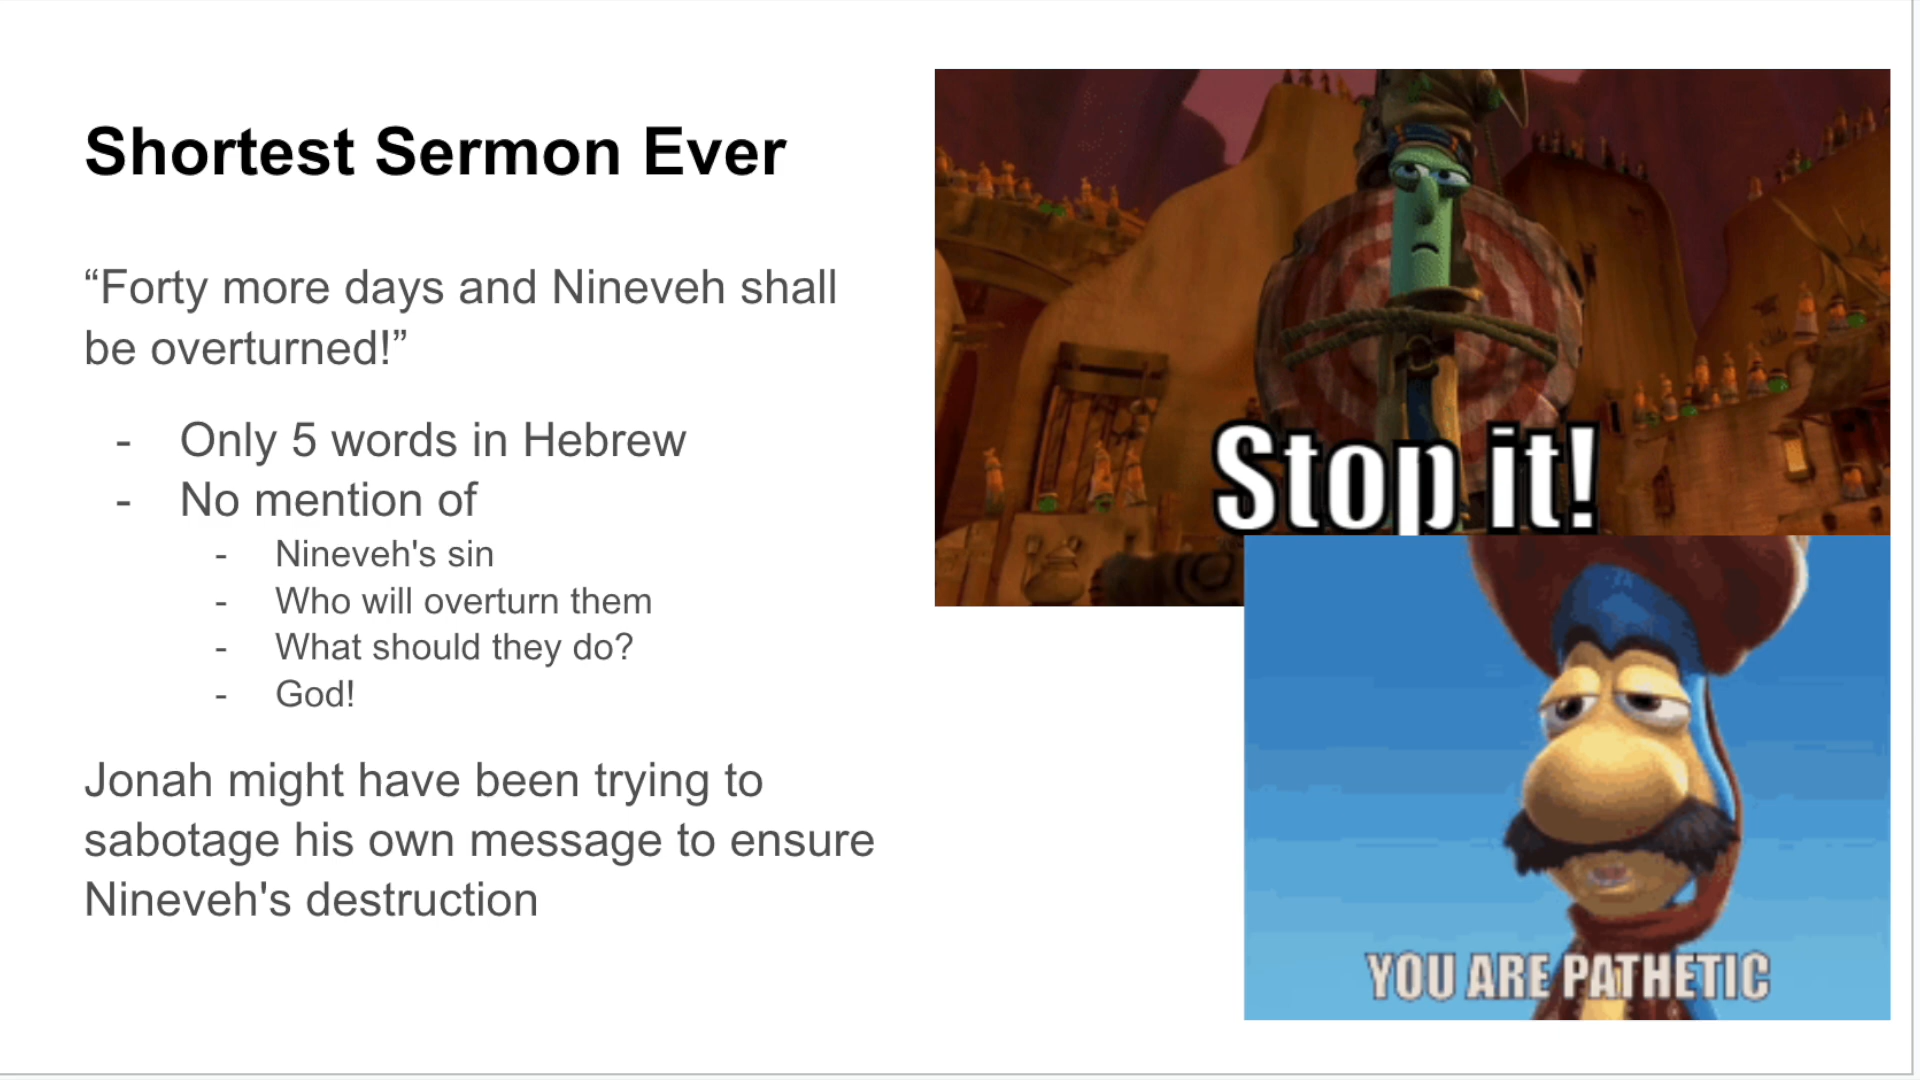 Shortest Sermon Ever
“Forty more days and Nineveh shall
be overturned!”
- Only 5 words in Hebrew
- No mention of
- Nineveh's sin
- Who will overturn them
- What should they do?
- God!
Jonah might have been trying to
sabotage his own message to ensure
Nineveh's destruction
Stop it!
YOU ARE PATHETIC